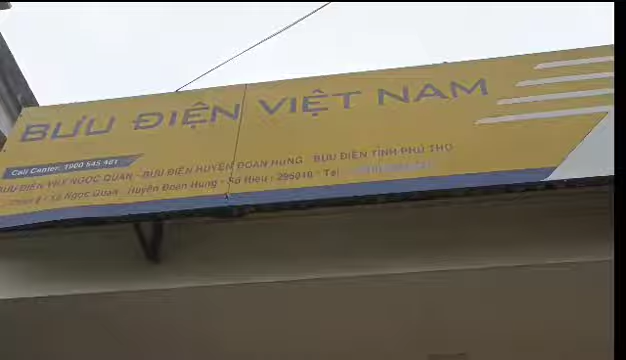 BƯU ĐIỆN VIỆT NAM
Call Center: 1900 545 481
BƯU ĐIỆN VHX NGỌC QUAN - BƯU ĐIỆN HUYỆN ĐOAN HÙNG - BƯU ĐIỆN TỈNH PHÚ THỌ
Xã Ngọc Quan - Huyện Đoan Hùng * Số Hiệu: 295010 * Tel: